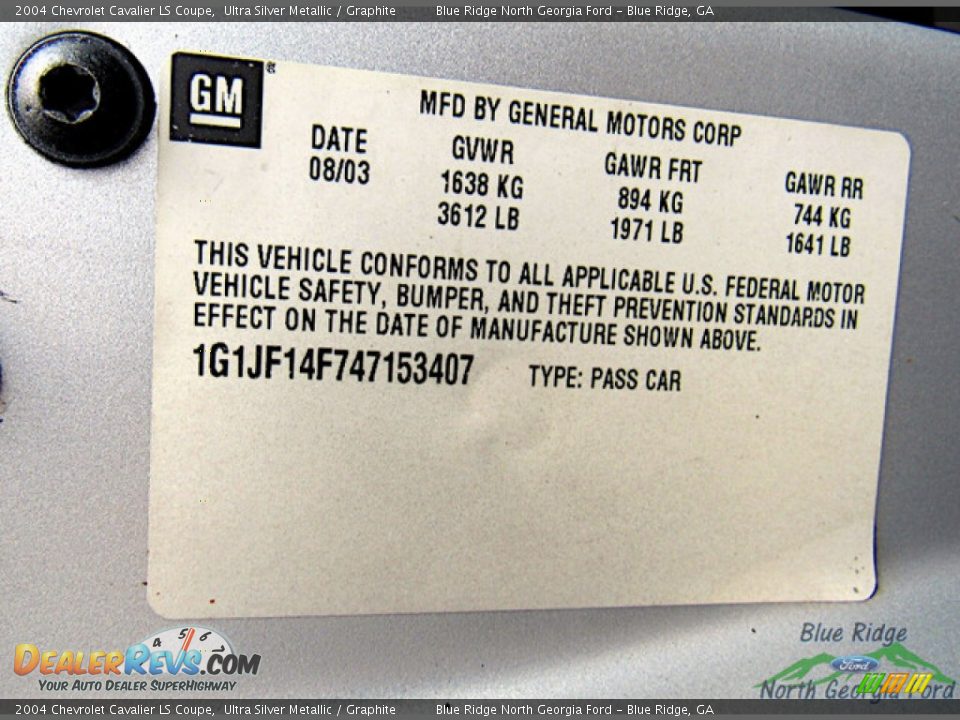 2004 Chevrolet Cavalier LS Coupe,  Ultra Silver Metallic / Graphite          Blue Ridge North Georgia Ford - Blue Ridge, GA
GM®
MFD BY GENERAL MOTORS CORP
DATE GVWR GAWR FRT GAWR RR
08/03 1638 KG 894 KG 744 KG
3612 LB 1971 LB 1641 LB
THIS VEHICLE CONFORMS TO ALL APPLICABLE U.S. FEDERAL MOTOR
VEHICLE SAFETY, BUMPER, AND THEFT PREVENTION STANDARDS IN
EFFECT ON THE DATE OF MANUFACTURE SHOWN ABOVE.
1G1JF14F747153407 TYPE: PASS CAR
4 5 6 7
DEALERREVS.COM
YOUR AUTO DEALER SUPERHIGHWAY
Blue Ridge
Ford
North Georgia Ford
2004 Chevrolet Cavalier LS Coupe,  Ultra Silver Metallic / Graphite          Blue Ridge North Georgia Ford - Blue Ridge, GA